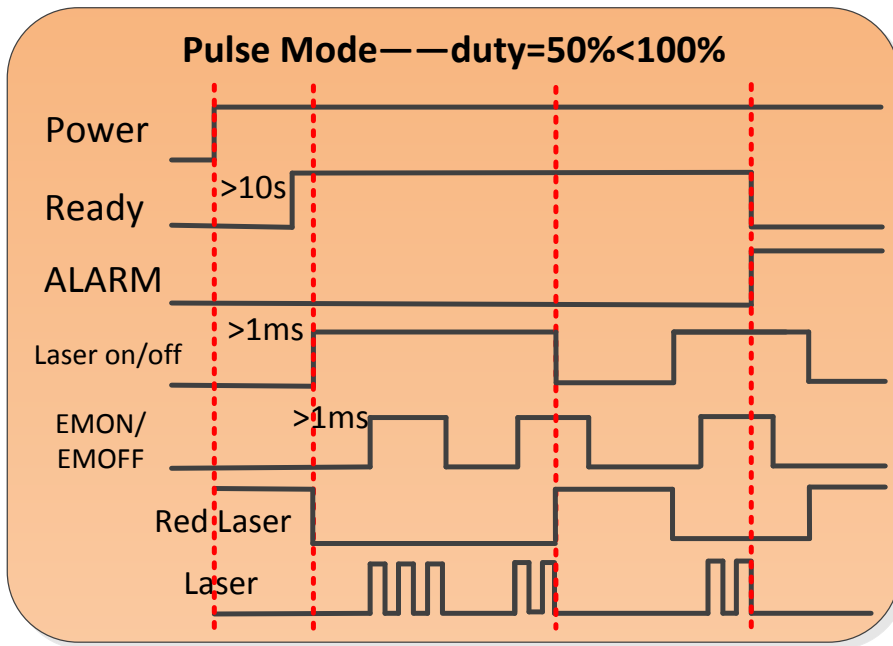 Pulse Mode——duty=50%<100%
Power
>10s
Ready
ALARM
>1ms
Laser on/off
>1ms
EMON/
EMOFF
Red Laser
Laser